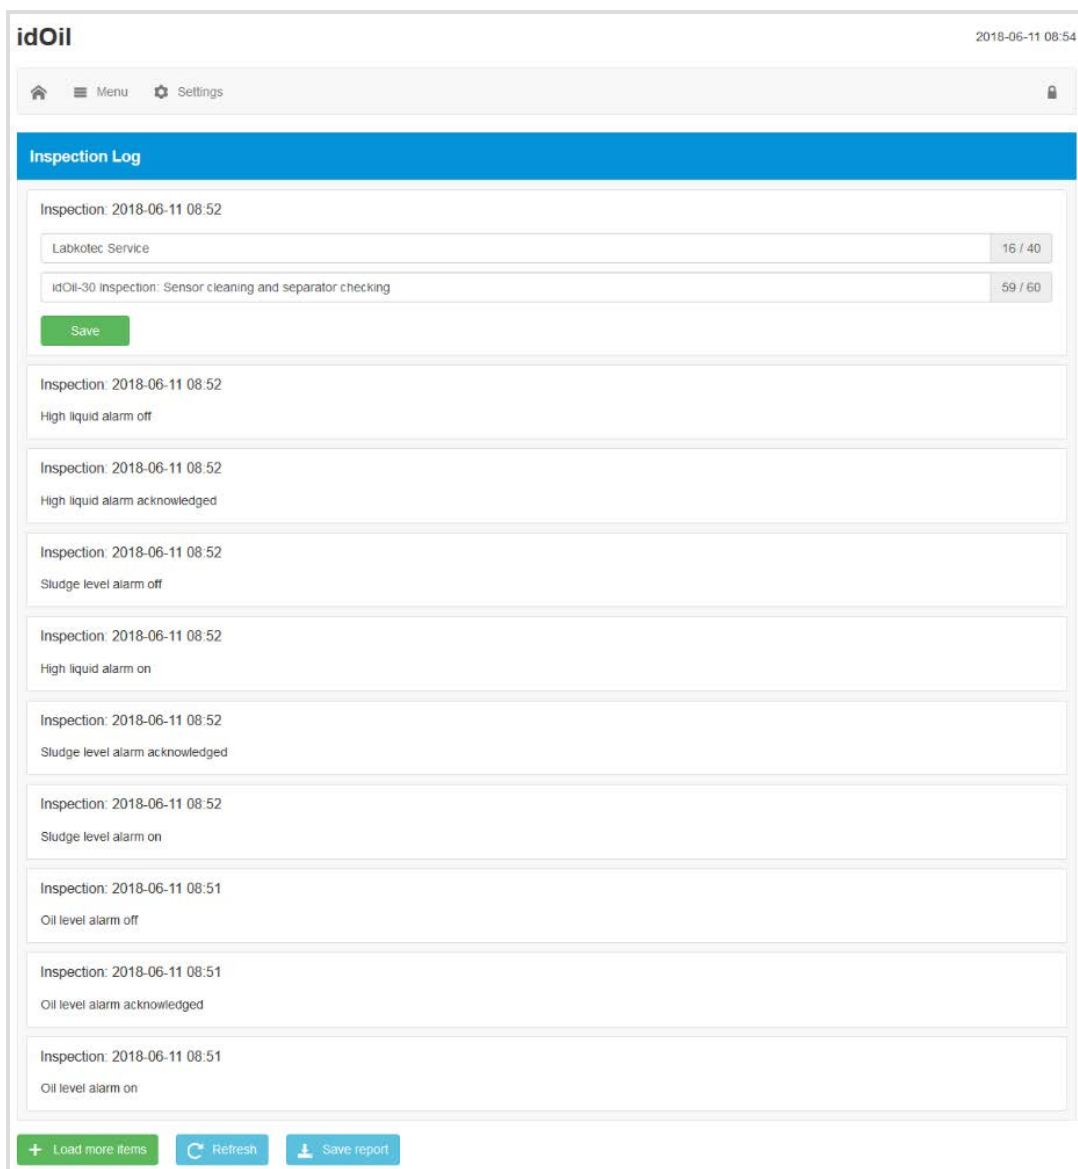 idOil
2018-06-11 08:54
Menu Settings
Inspection Log
Inspection: 2018-06-11 08:52
Labkotec Service 16 / 40
idOil-30 Inspection: Sensor cleaning and separator checking 59 / 60
Save
Inspection: 2018-06-11 08:52
High liquid alarm off
Inspection: 2018-06-11 08:52
High liquid alarm acknowledged
Inspection: 2018-06-11 08:52
Sludge level alarm off
Inspection: 2018-06-11 08:52
High liquid alarm on
Inspection: 2018-06-11 08:52
Sludge level alarm acknowledged
Inspection: 2018-06-11 08:52
Sludge level alarm on
Inspection: 2018-06-11 08:51
Oil level alarm off
Inspection: 2018-06-11 08:51
Oil level alarm acknowledged
Inspection: 2018-06-11 08:51
Oil level alarm on
Load more items Refresh Save report